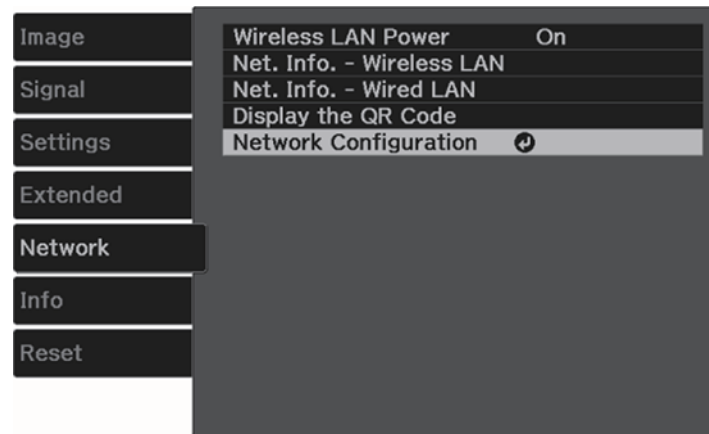 Image
Signal
Settings
Extended
Network
Info
Reset
Wireless LAN Power On
Net. Info. - Wireless LAN
Net. Info. - Wired LAN
Display the QR Code
Network Configuration